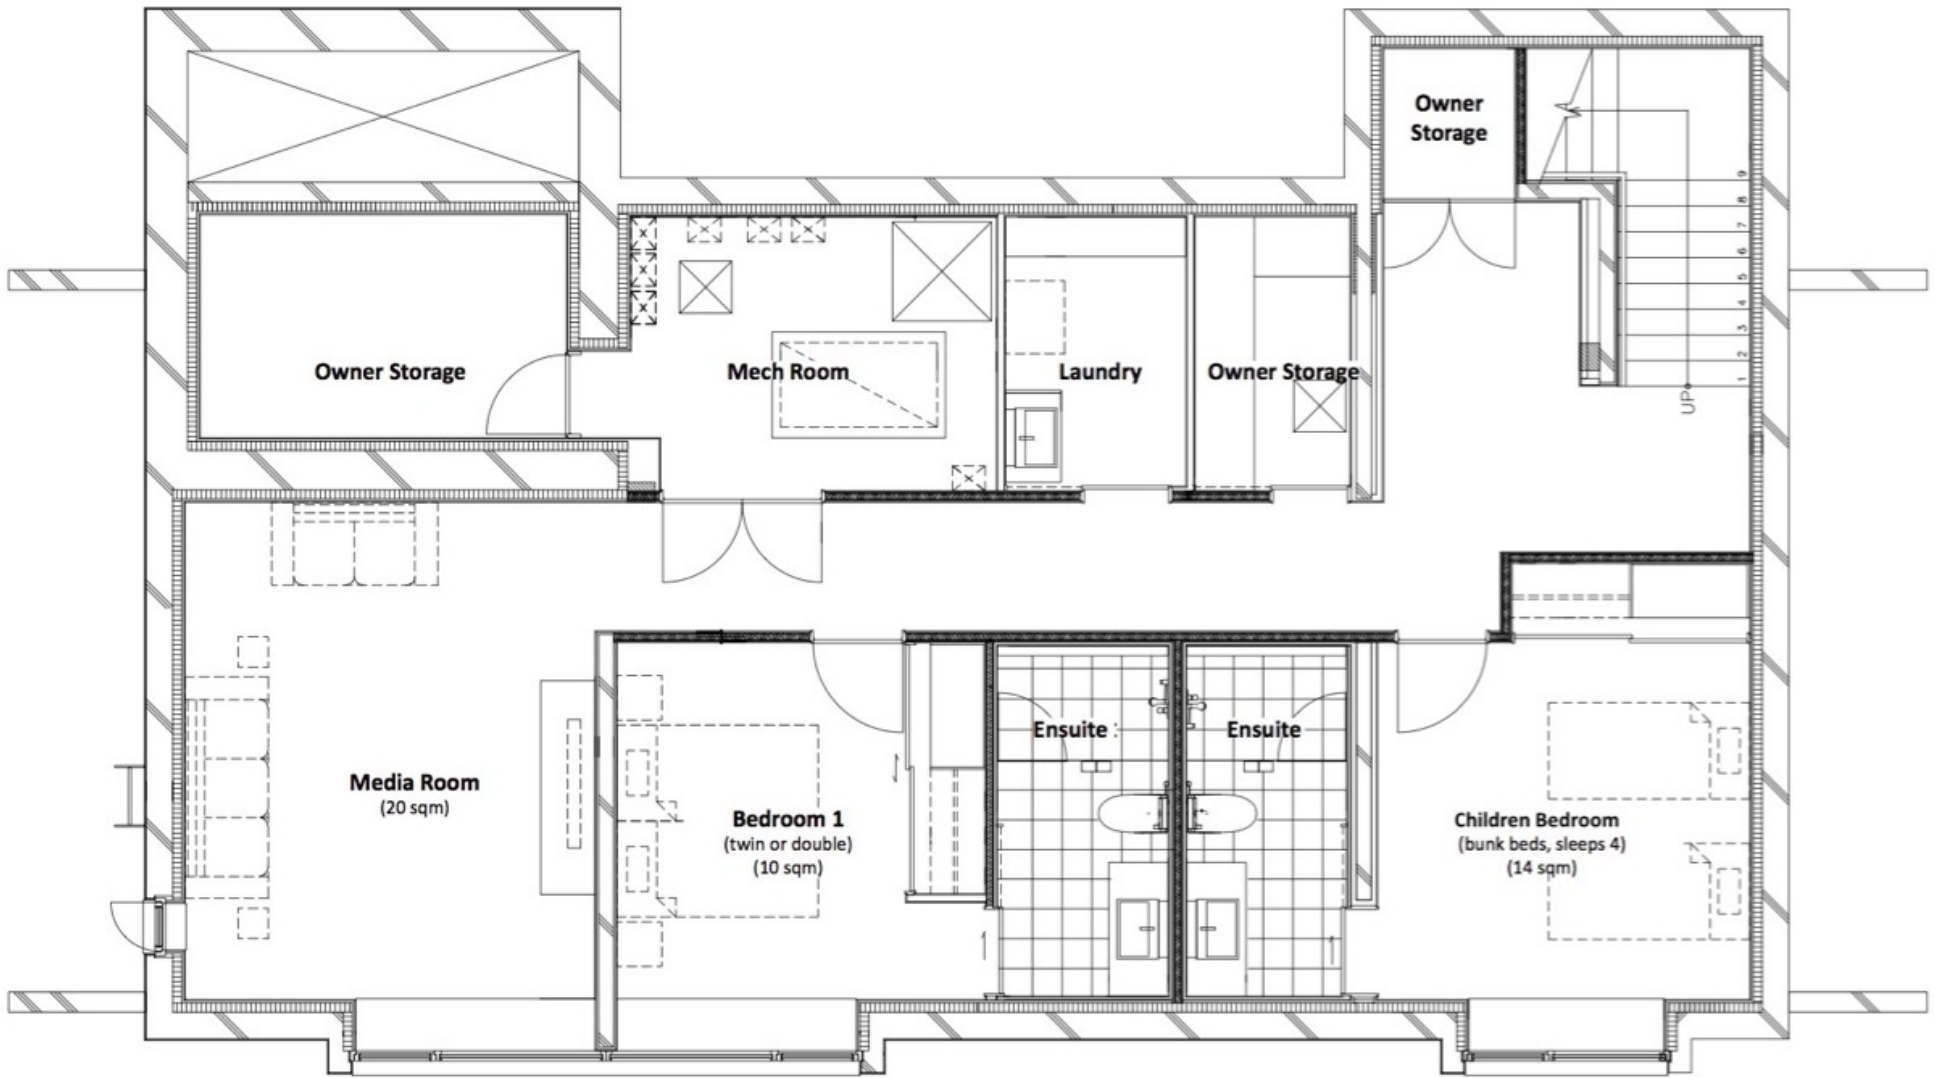 Owner
Storage
9
8
7
6
5
4
3
2
1
UP
Owner Storage
Mech Room
Laundry
Owner Storage
Ensuite
Ensuite
Media Room
(20 sqm)
Bedroom 1
(twin or double)
(10 sqm)
Children Bedroom
(bunk beds, sleeps 4)
(14 sqm)